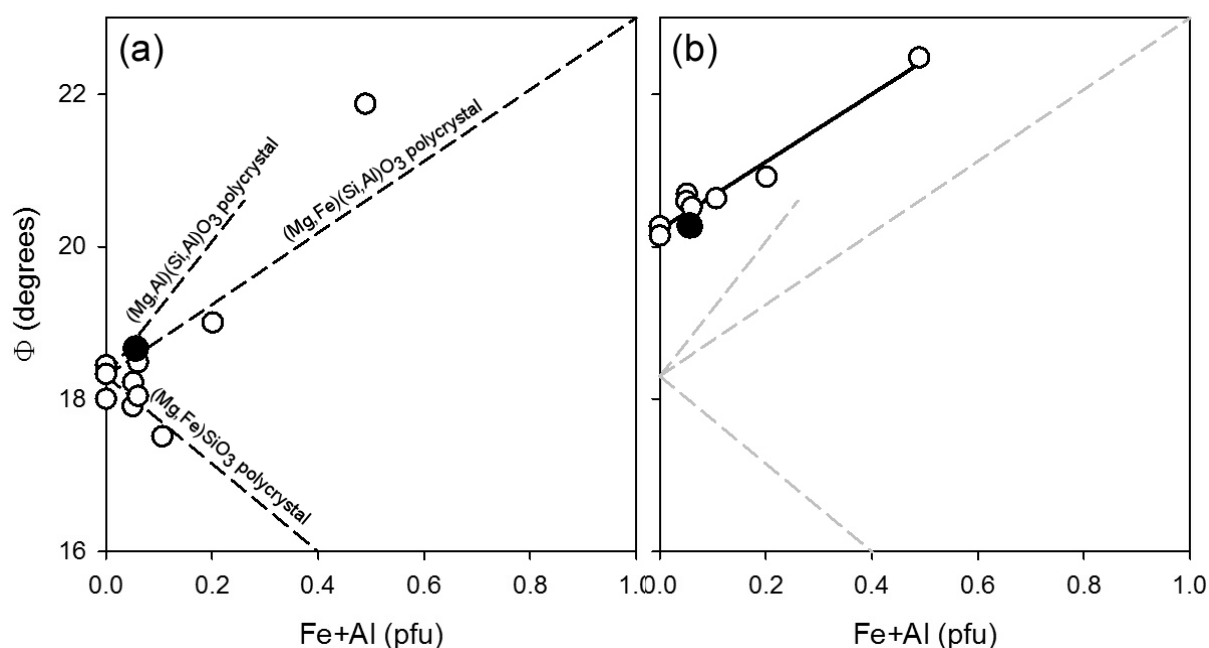 (a)
(b)
22
20
18
16
Φ (degrees)
(Mg,Al)(Si,Al)O3 polycrystal
(Mg,Fe)(Si,Al)O3 polycrystal
(Mg,Fe)SiO3 polycrystal
0.0 0.2 0.4 0.6 0.8 1.0
0.0 0.2 0.4 0.6 0.8 1.0
Fe+Al (pfu)
Fe+Al (pfu)